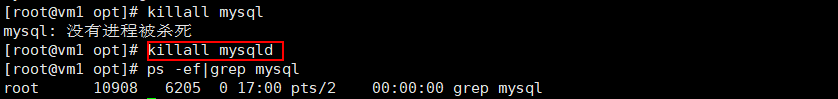 [root@vm1 opt]# killall mysql
mysql: 没有进程被杀死
[root@vm1 opt]# killall mysqld
[root@vm1 opt]# ps -ef|grep mysql
root     10908  6205  0 17:00 pts/2    00:00:00 grep mysql